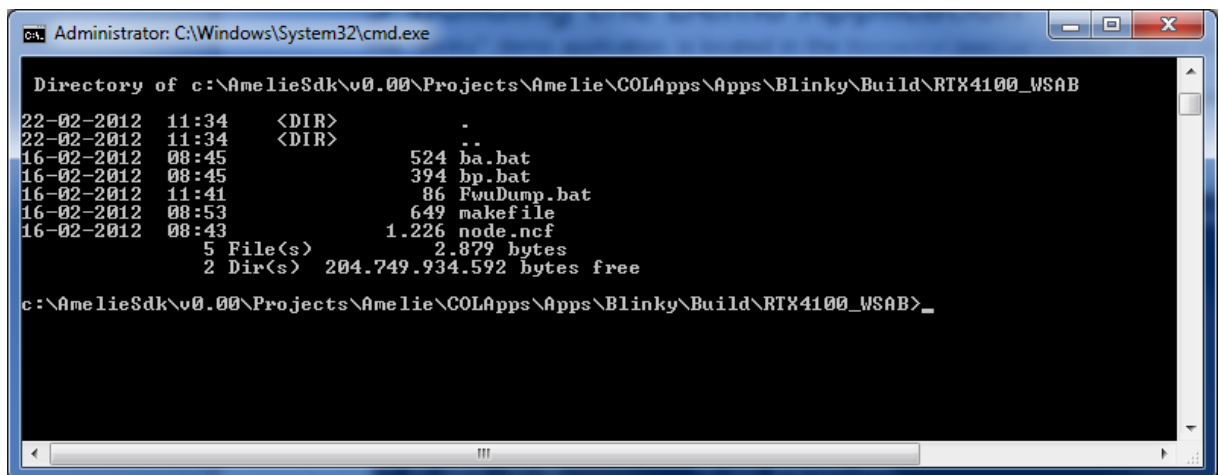 Administrator: C:\Windows\System32\cmd.exe
Directory of c:\AmelieSdk\v0.00\Projects\Amelie\COLApps\Apps\Blinky\Build\RTX4100_WSAB
22-02-2012  11:34    <DIR>          .
22-02-2012  11:34    <DIR>          ..
16-02-2012  08:45               524 ba.bat
16-02-2012  08:45               394 bp.bat
16-02-2012  11:41                86 FwuDump.bat
16-02-2012  08:53               649 makefile
16-02-2012  08:43             1.226 node.ncf
5 File(s)          2.879 bytes
2 Dir(s)  204.749.934.592 bytes free
c:\AmelieSdk\v0.00\Projects\Amelie\COLApps\Apps\Blinky\Build\RTX4100_WSAB>_